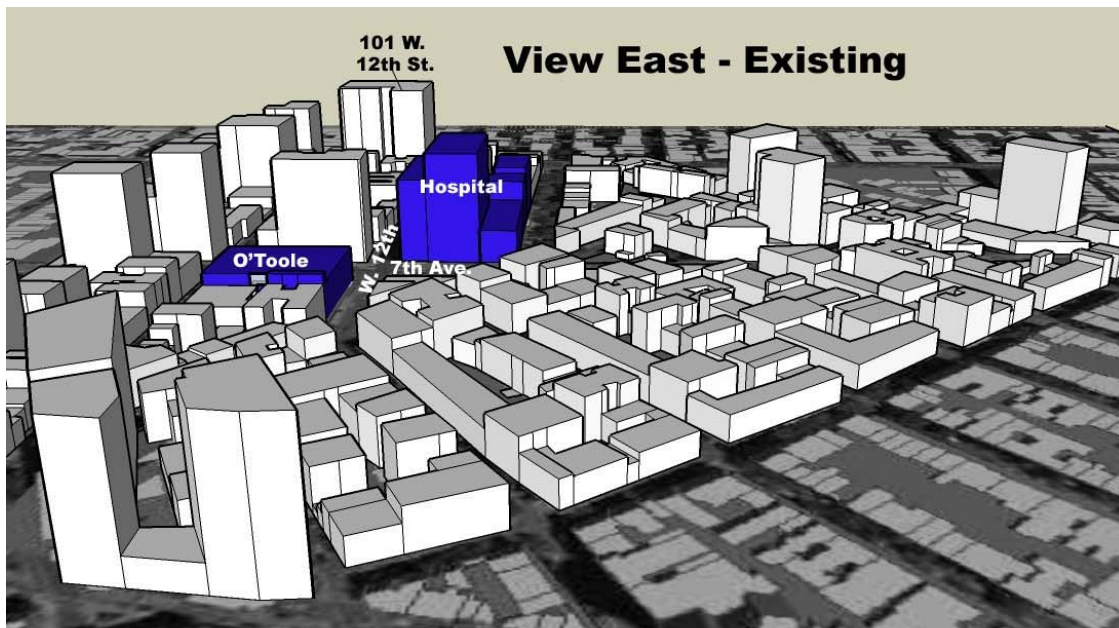 101 W.
12th St.
View East - Existing
Hospital
O'Toole
W. 12th
7th Ave.